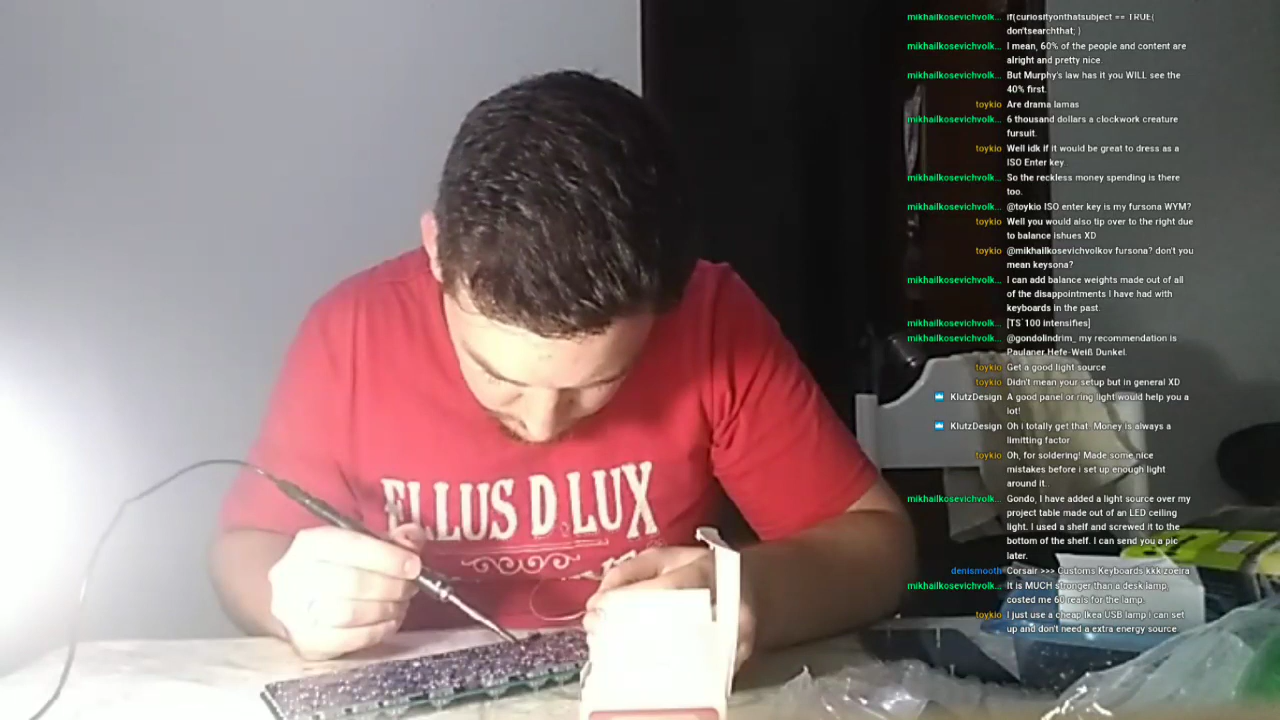 mikhailkosevichvolk... if(curiosityonthatsubject == TRUE(
don'tsearchthat; )
mikhailkosevichvolk... I mean, 60% of the people and content are
alright and pretty nice.
mikhailkosevichvolk... But Murphy's law has it you WILL see the
40% first.
toykio Are drama lamas
mikhailkosevichvolk... 6 thousand dollars a clockwork creature
fursuit.
toykio Well idk if it would be great to dress as a
ISO Enter key
mikhailkosevichvolk... So the reckless money spending is there
too.
mikhailkosevichvolk... @toykio ISO enter key is my fursona WYM?
toykio Well you would also tip over to the right due
to balance ishues XD
toykio @mikhailkosevichvolkov fursona? don't you
mean keysona?
mikhailkosevichvolk... I can add balance weights made out of all
of the disappointments I have had with
keyboards in the past.
mikhailkosevichvolk... [TS 100 intensifies]
mikhailkosevichvolk... @gondolindrim_ my recommendation is
Paulaner Hefe-Weiß Dunkel.
toykio Get a good light source
toykio Didn't mean your setup but in general XD
KlutzDesign A good panel or ring light would help you a
lot!
KlutzDesign Oh i totally get that. Money is always a
limitting factor
toykio Oh, for soldering! Made some nice
mistakes before i set up enough light
around it..
mikhailkosevichvolk... Gondo, I have added a light source over my
project table made out of an LED ceiling
light. I used a shelf and screwed it to the
bottom of the shelf. I can send you a pic
later.
denismooth Corsair >>> Customs Keyboards kkk zoeira
mikhailkosevichvolk... It is MUCH stronger than a desk lamp,
costed me 60 reals for the lamp.
toykio I just use a cheap Ikea USB lamp i can set
up and don't need a extra energy source
ELLUS D.LUX